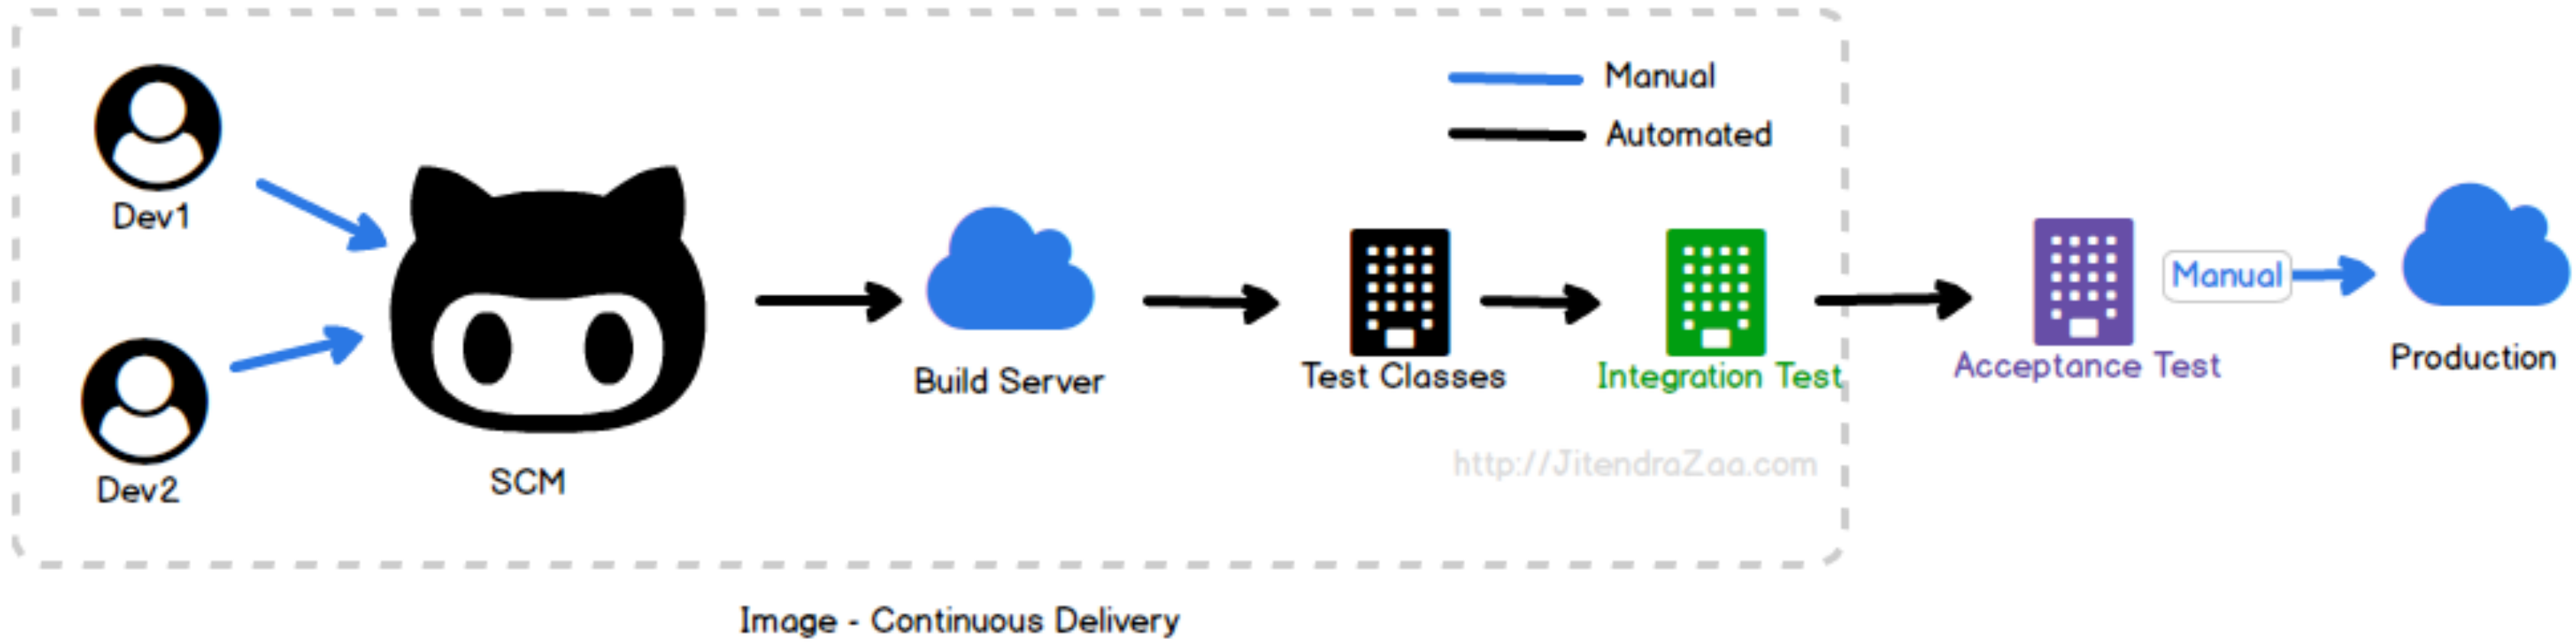 Manual
Automated
Dev1
Dev2
SCM
Build Server
Test Classes
Integration Test
Acceptance Test
Manual
Production
http://JitendraZaa.com
Image - Continuous Delivery